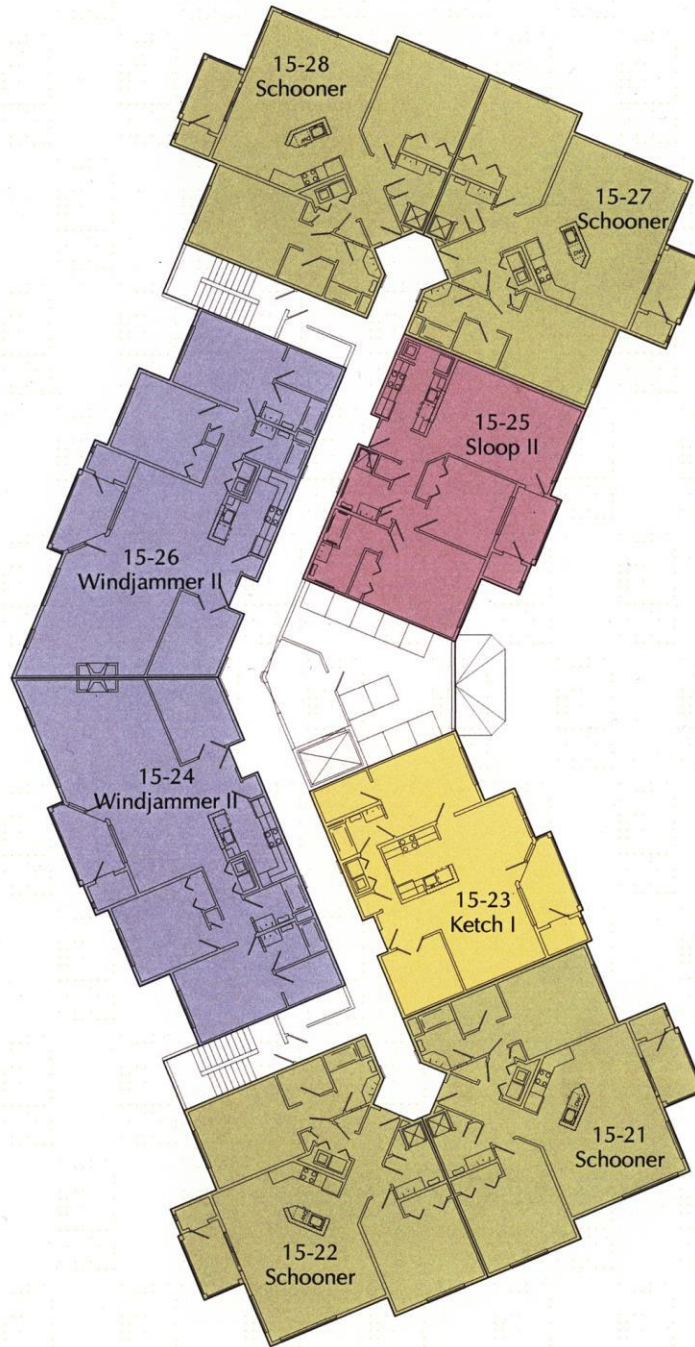 15-28
Schooner
15-27
Schooner
15-25
Sloop II
15-26
Windjammer II
15-24
Windjammer II
15-23
Ketch I
15-21
Schooner
15-22
Schooner